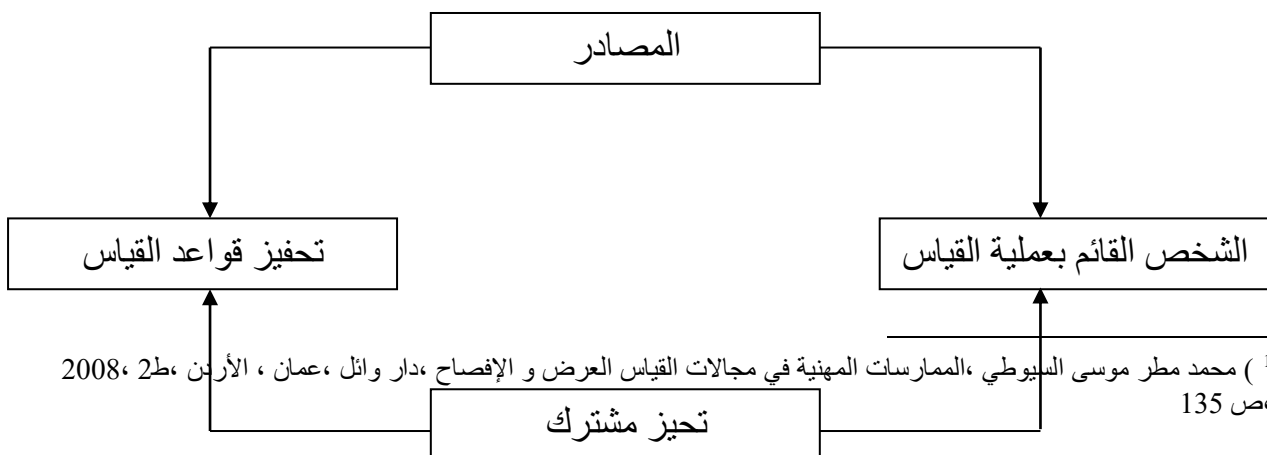 المصادر
الشخص القائم بعملية القياس
تحفيز قواعد القياس
) محمد مطر موسى السيوطي ،الممارسات المهنية في مجالات القياس العرض و الإفصاح ،دار وائل ،عمان ، الأردن ،ط2 ،2008
،ص 135
تحيز مشترك